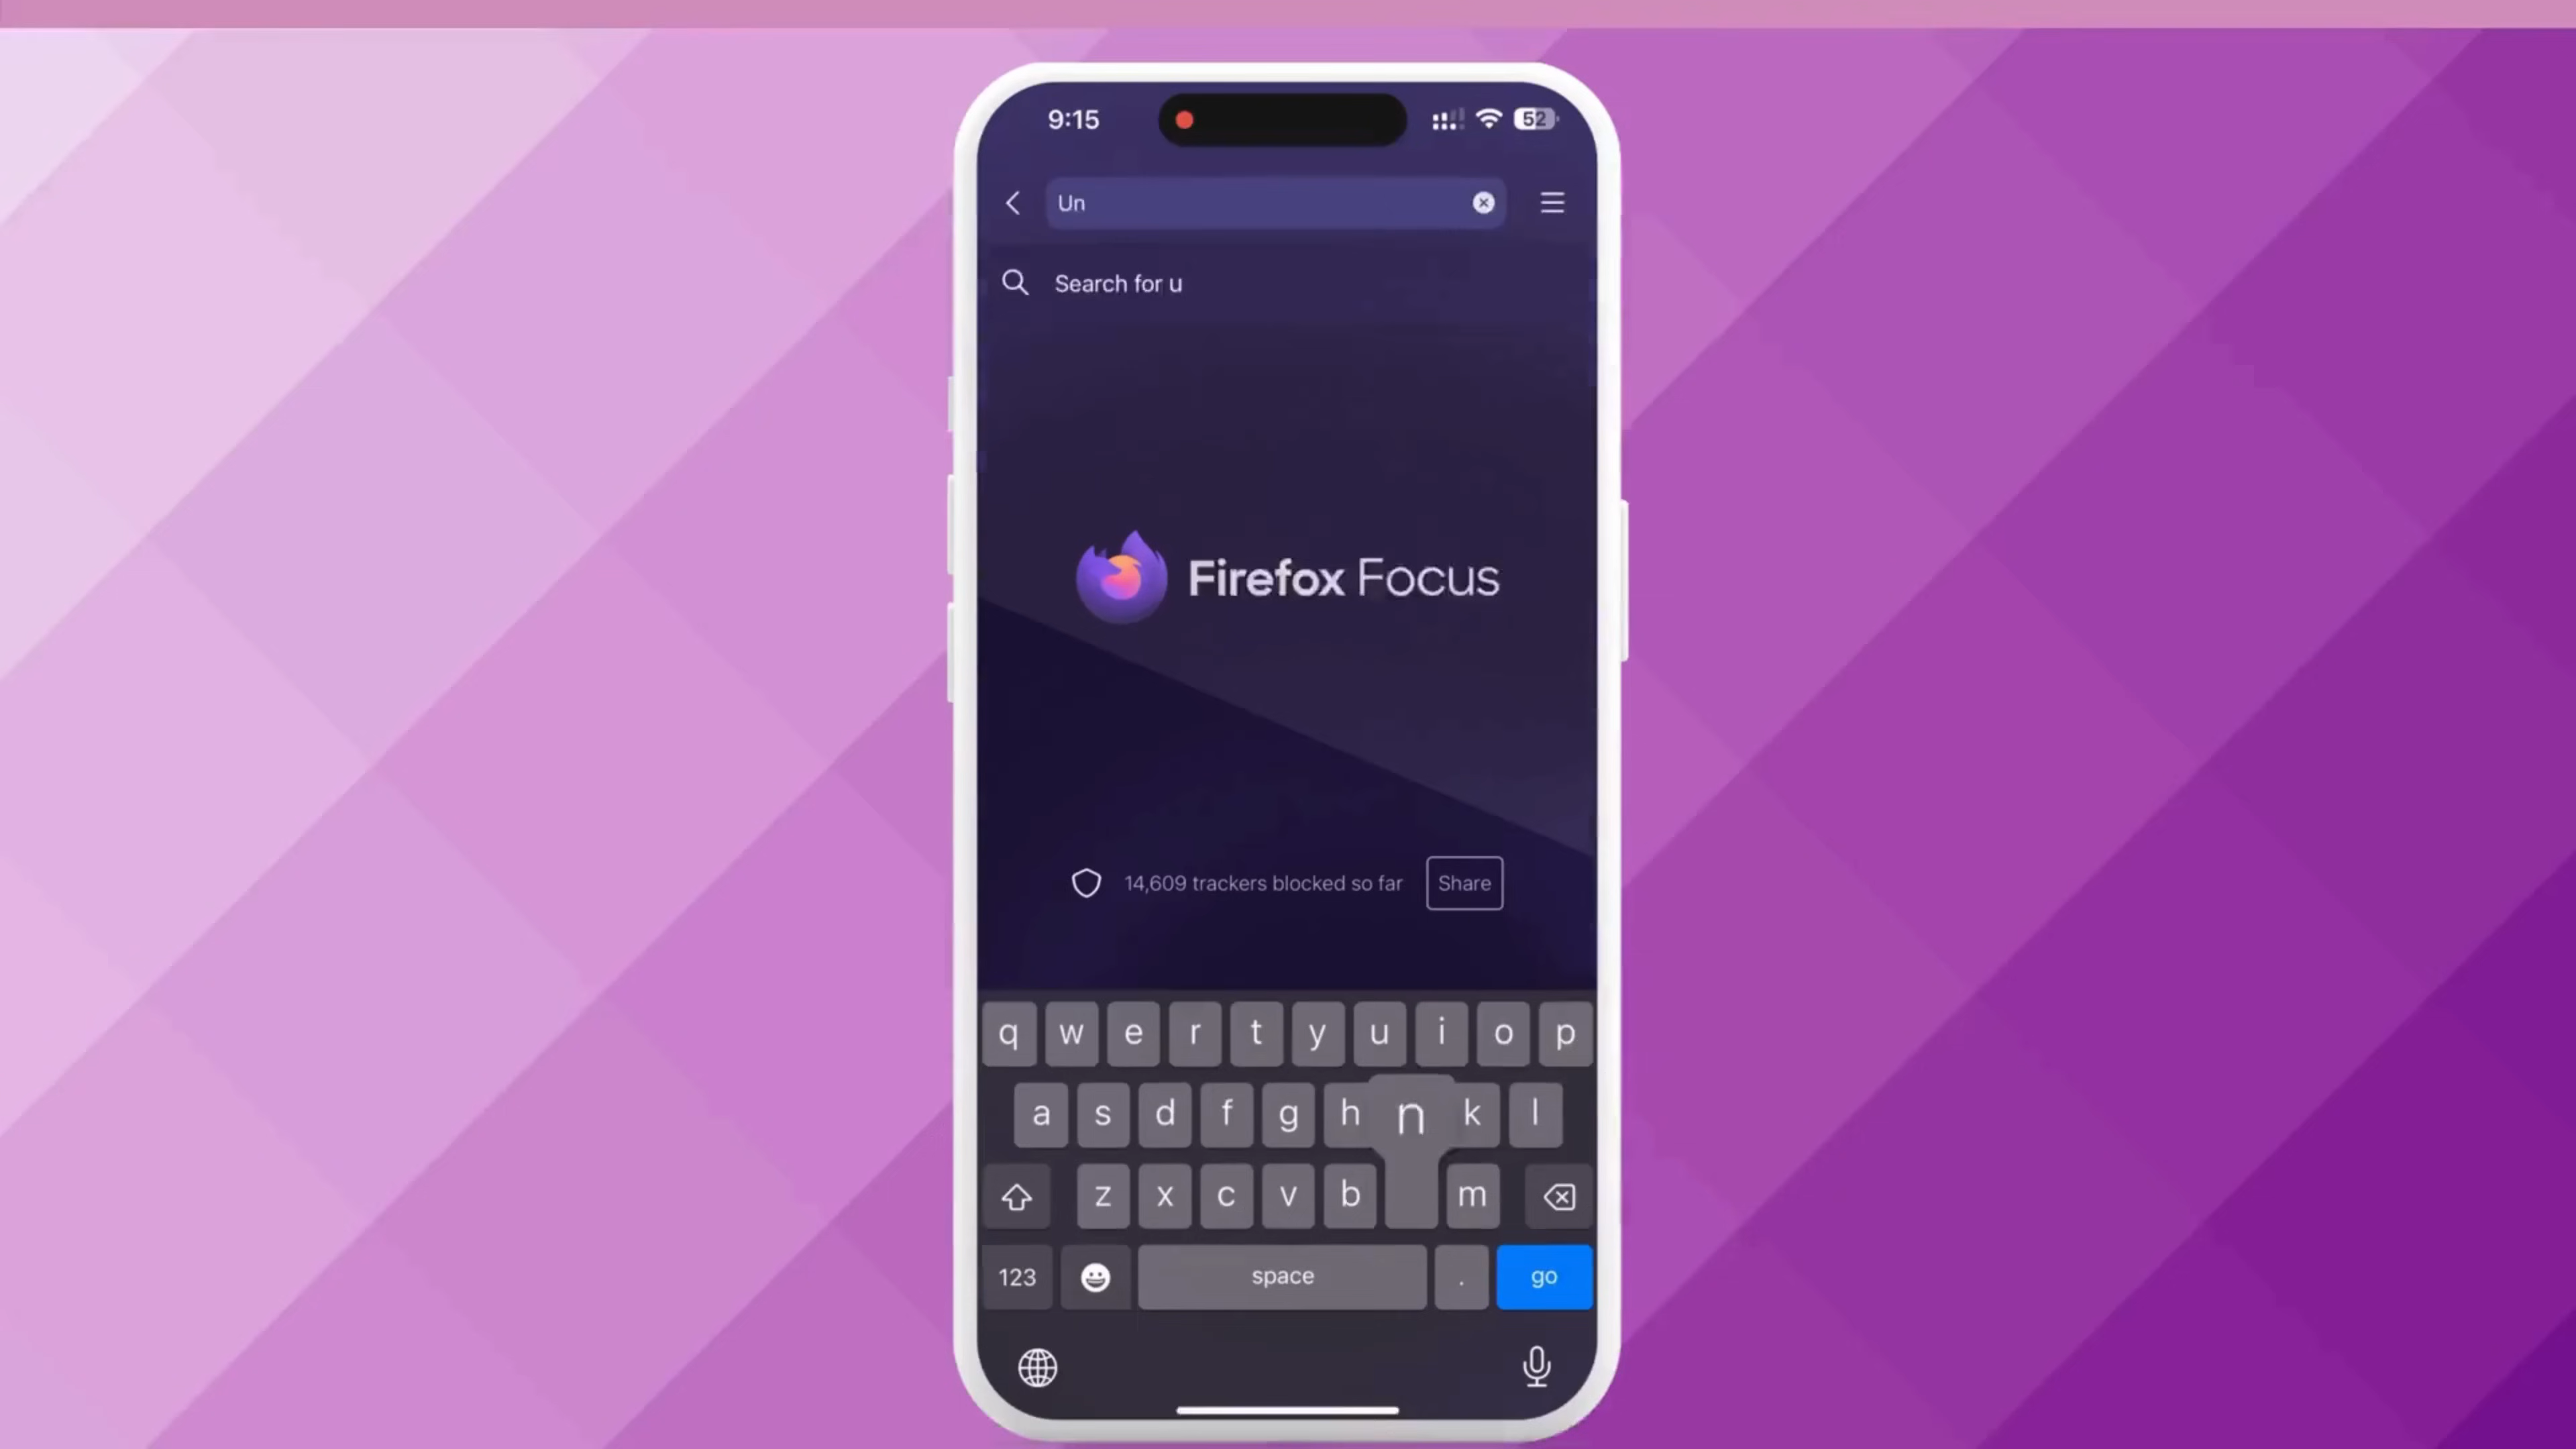 9:15
52
Un
Search for u
Firefox Focus
14,609 trackers blocked so far
Share
q w e r t y u i o p
a s d f g h n k l
z x c v b m
123 space . go